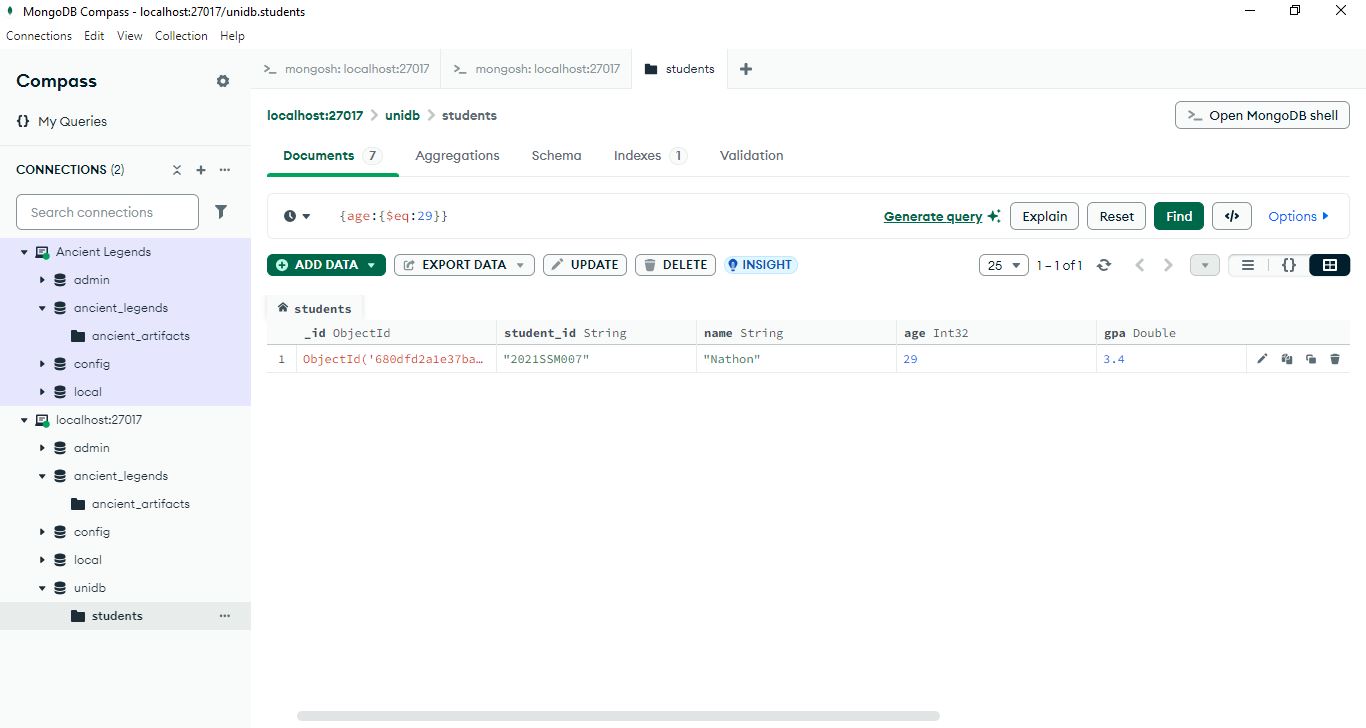 MongoDB Compass - localhost:27017/unidb.students
Connections Edit View Collection Help
Compass
{} My Queries
CONNECTIONS (2)
Search connections
Ancient Legends
admin
ancient_legends
ancient_artifacts
config
local
localhost:27017
admin
ancient_legends
ancient_artifacts
config
local
unidb
students
>_ mongosh: localhost:27017 >_ mongosh: localhost:27017 students
localhost:27017 > unidb > students
>_ Open MongoDB shell
Documents 7 Aggregations Schema Indexes 1 Validation
{age:{$eq:29}}
Generate query Explain Reset Find </> Options
ADD DATA EXPORT DATA UPDATE DELETE INSIGHT 25 1 – 1 of 1 {}
students
_id ObjectId student_id String name String age Int32 gpa Double
1 ObjectId('680dfd2a1e37ba… "2021SSM007" "Nathon" 29 3.4